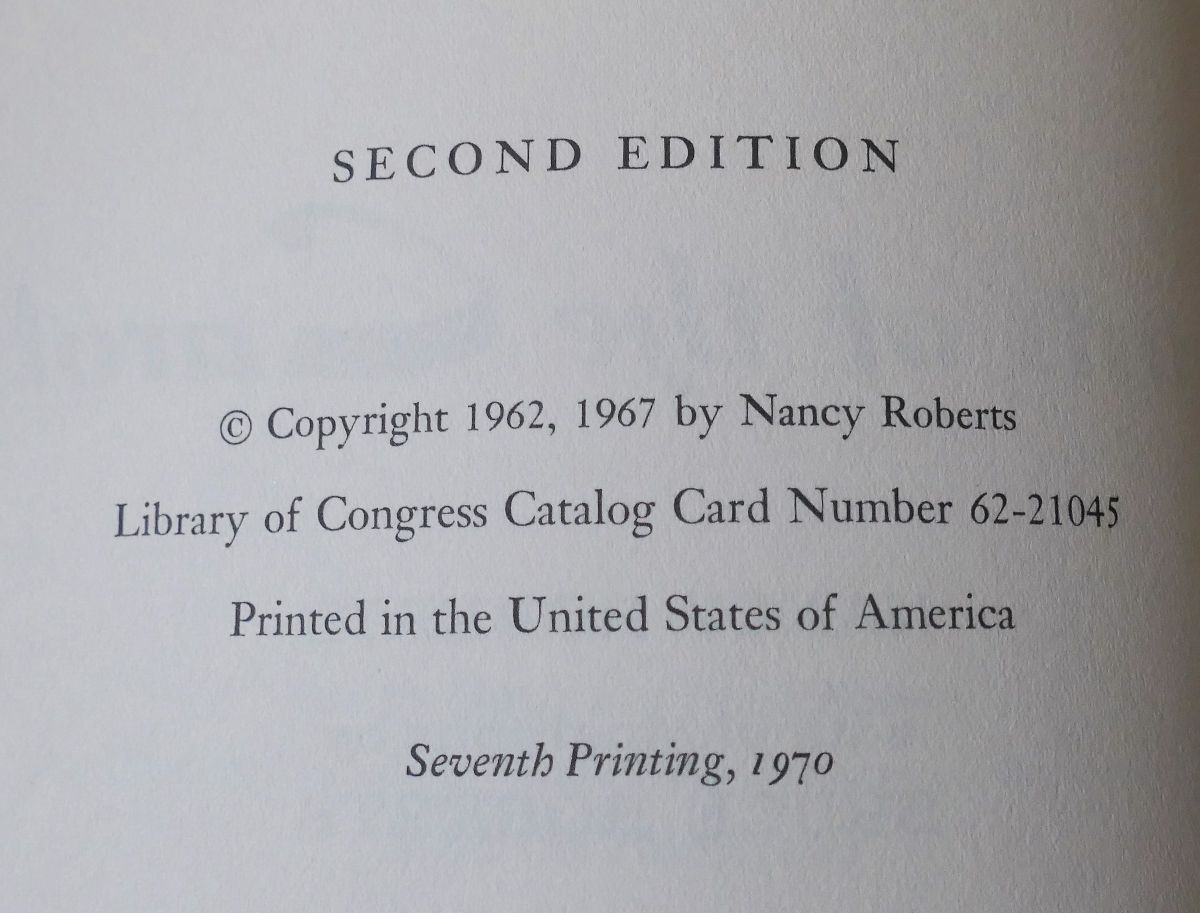 SECOND EDITION
© Copyright 1962, 1967 by Nancy Roberts
Library of Congress Catalog Card Number 62-21045
Printed in the United States of America
Seventh Printing, 1970